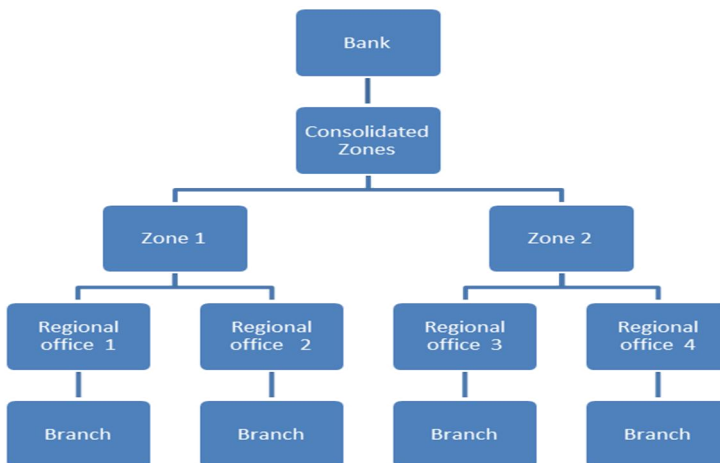 Bank
Consolidated
Zones
Zone 1
Zone 2
Regional
office 1
Regional
office 2
Regional
office 3
Regional
office 4
Branch
Branch
Branch
Branch